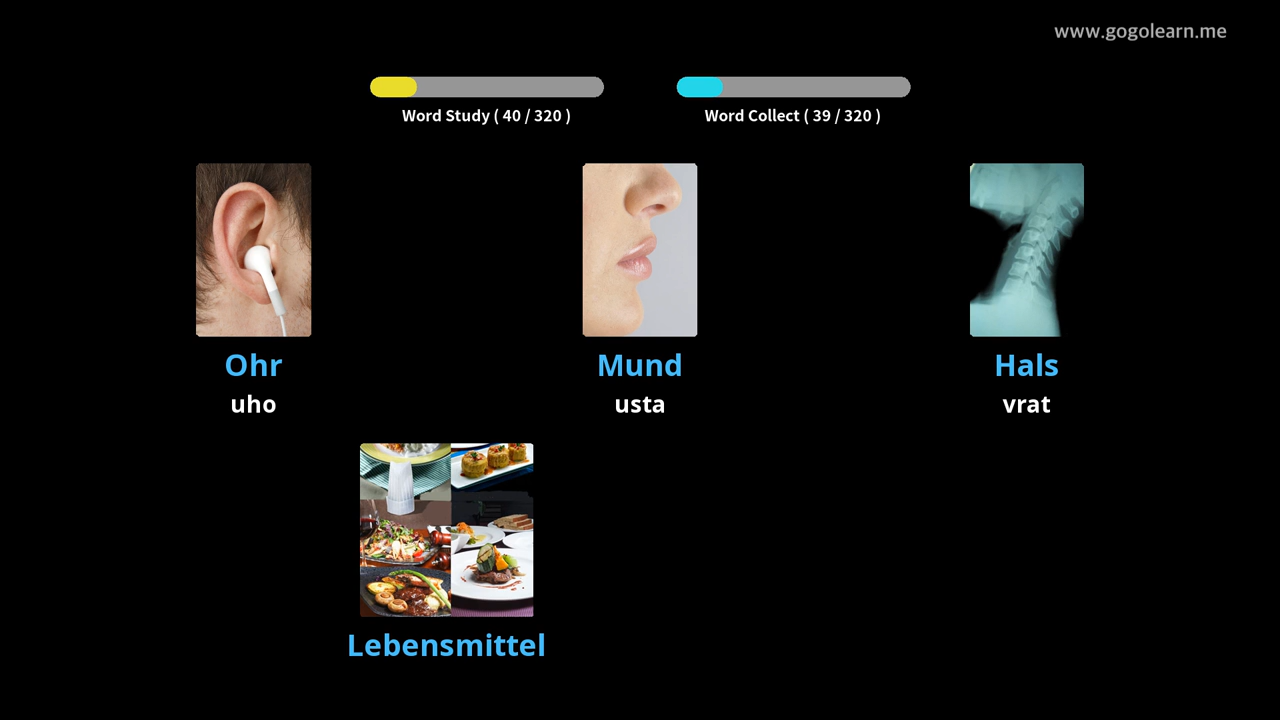 www.gogolearn.me
Word Study ( 40 / 320 )
Word Collect ( 39 / 320 )
Ohr
uho
Mund
usta
Hals
vrat
Lebensmittel